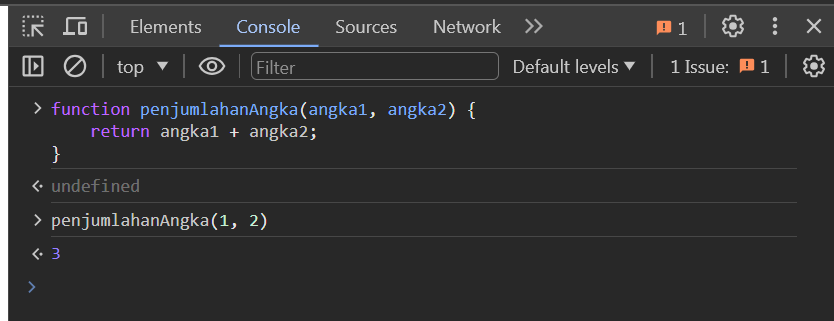 Elements Console Sources Network 1
top Filter Default levels 1 Issue: 1
function penjumlahanAngka(angka1, angka2) {
    return angka1 + angka2;
}
undefined
penjumlahanAngka(1, 2)
3